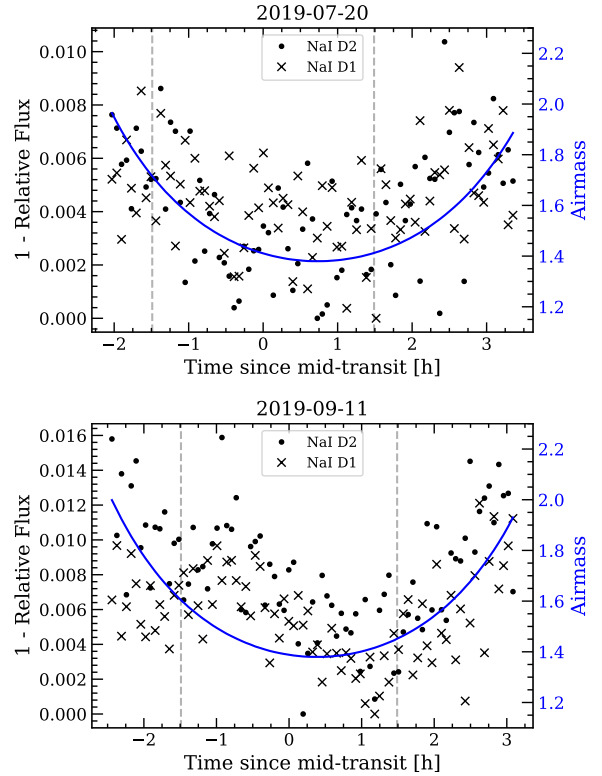 2019-07-20
NaI D2
NaI D1
0.010
0.008
0.006
0.004
0.002
0.000
1 - Relative Flux
2.2
2.0
1.8
1.6
1.4
1.2
Airmass
−2 −1 0 1 2 3
Time since mid-transit [h]
2019-09-11
NaI D2
NaI D1
0.016
0.014
0.012
0.010
0.008
0.006
0.004
0.002
0.000
1 - Relative Flux
2.2
2.0
1.8
1.6
1.4
1.2
Airmass
−2 −1 0 1 2 3
Time since mid-transit [h]